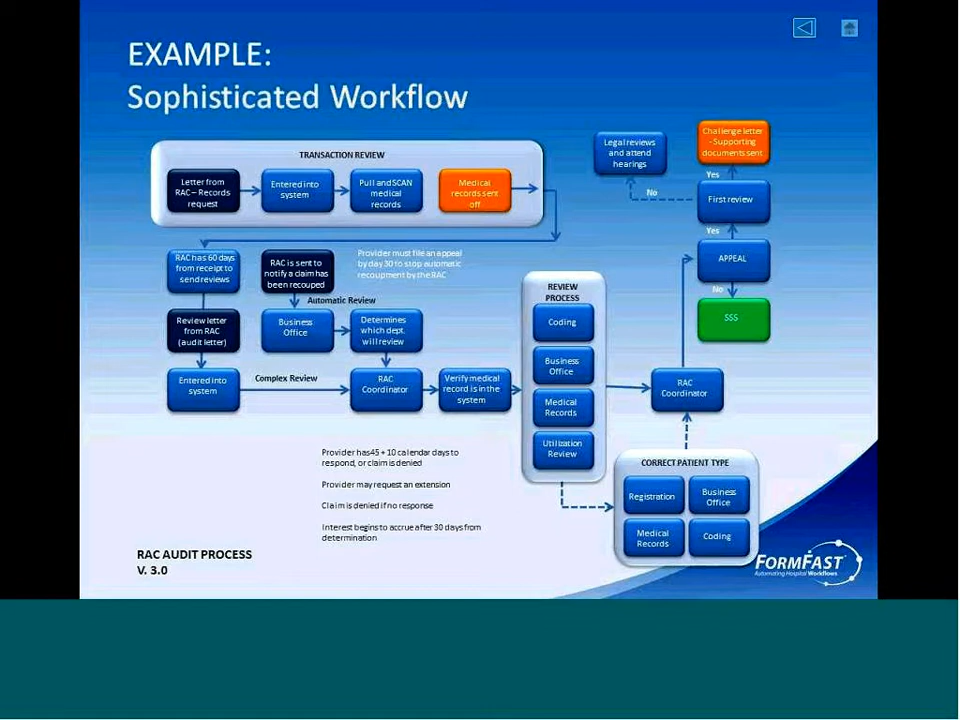 EXAMPLE:
Sophisticated Workflow
TRANSACTION REVIEW
Letter from
RAC – Records
request
Entered into
system
Pull and SCAN
medical
records
Medical
records sent
off
Legal reviews
and attend
hearings
Challenge letter
- Supporting
documents sent
Yes
No
First review
Yes
APPEAL
No
SSS
RAC has 60 days
from receipt to
send reviews
RAC is sent to
notify a claim has
been recouped
Provider must file an appeal
by day 30 to stop automatic
recoupment by the RAC
Automatic Review
Review letter
from RAC
(audit letter)
Business
Office
Determines
which dept.
will review
Entered into
system
Complex Review
RAC
Coordinator
Verify medical
record is in the
system
REVIEW
PROCESS
Coding
Business
Office
Medical
Records
Utilization
Review
RAC
Coordinator
CORRECT PATIENT TYPE
Registration
Business
Office
Medical
Records
Coding
Provider has 45 + 10 calendar days to
respond, or claim is denied
Provider may request an extension
Claim is denied if no response
Interest begins to accrue after 30 days from
determination
RAC AUDIT PROCESS
V. 3.0
FORMFAST
Automating Hospital Workflows